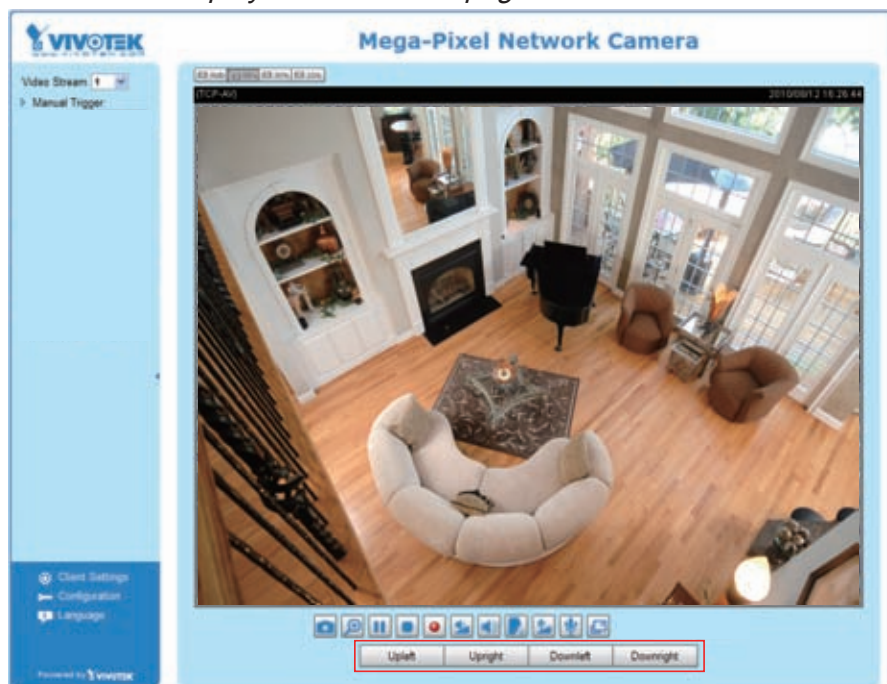 VIVOTEK
Mega-Pixel Network Camera
Video Stream 1
Manual Trigger
(TCP-AV)
2010/08/12 16:26:44
Client Settings
Configuration
Language
Upleft Upright Downleft Downright
Powered by VIVOTEK